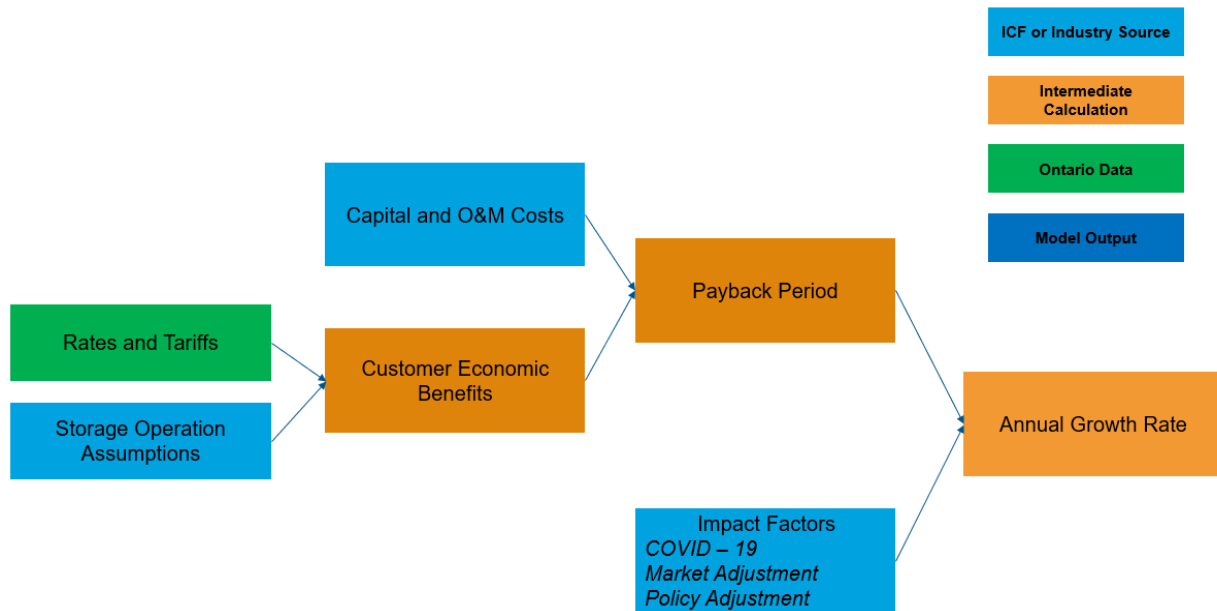 ICF or Industry Source
Intermediate
Calculation
Ontario Data
Model Output
Capital and O&M Costs
Payback Period
Rates and Tariffs
Customer Economic
Benefits
Storage Operation
Assumptions
Annual Growth Rate
Impact Factors
COVID – 19
Market Adjustment
Policy Adjustment